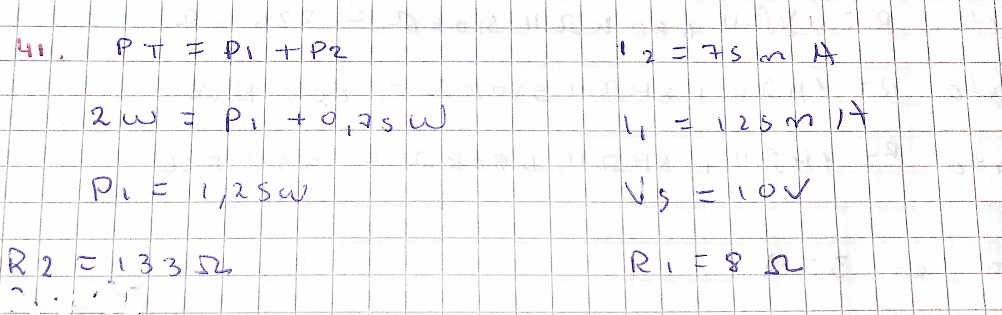 41. PT = P1 + P2 I2 = 75 mA
2W = P1 + 0,75W I1 = 125 mA
P1 = 1,25W VS = 10V
R2 = 133 Ω R1 = 8 Ω